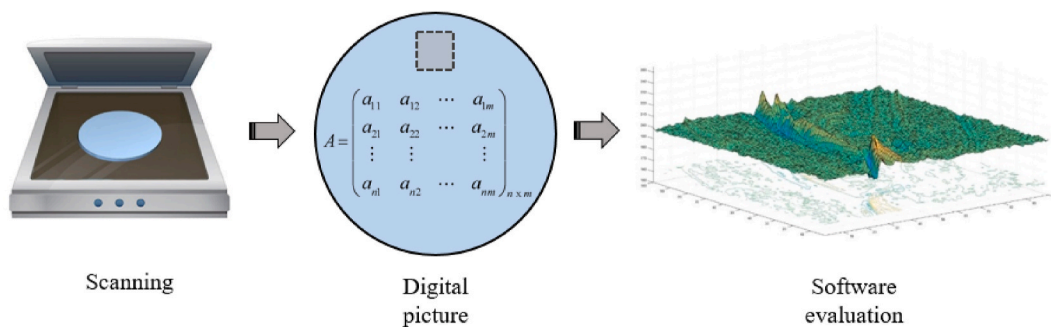 A = ( a11 a12 ⋯ a1m
a21 a22 ⋯ a2m
⋮ ⋮ ⋮
an1 an2 ⋯ anm ) n × m
Scanning
Digital
picture
Software
evaluation